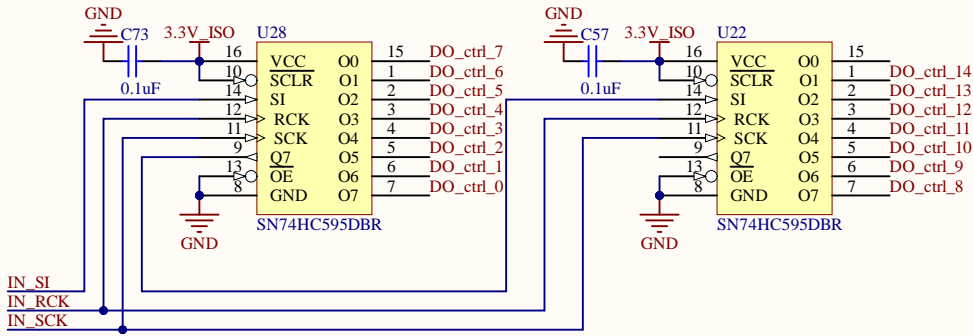 GND
C73
3.3V_ISO
U28
0.1uF
16
10
14
12
11
9
13
8
VCC
SCLR
SI
RCK
SCK
Q7
OE
GND
O0
O1
O2
O3
O4
O5
O6
O7
15
1
2
3
4
5
6
7
DO_ctrl_7
DO_ctrl_6
DO_ctrl_5
DO_ctrl_4
DO_ctrl_3
DO_ctrl_2
DO_ctrl_1
DO_ctrl_0
SN74HC595DBR
GND
GND
C57
3.3V_ISO
U22
0.1uF
16
10
14
12
11
9
13
8
VCC
SCLR
SI
RCK
SCK
Q7
OE
GND
O0
O1
O2
O3
O4
O5
O6
O7
15
1
2
3
4
5
6
7
DO_ctrl_14
DO_ctrl_13
DO_ctrl_12
DO_ctrl_11
DO_ctrl_10
DO_ctrl_9
DO_ctrl_8
SN74HC595DBR
GND
IN_SI
IN_RCK
IN_SCK